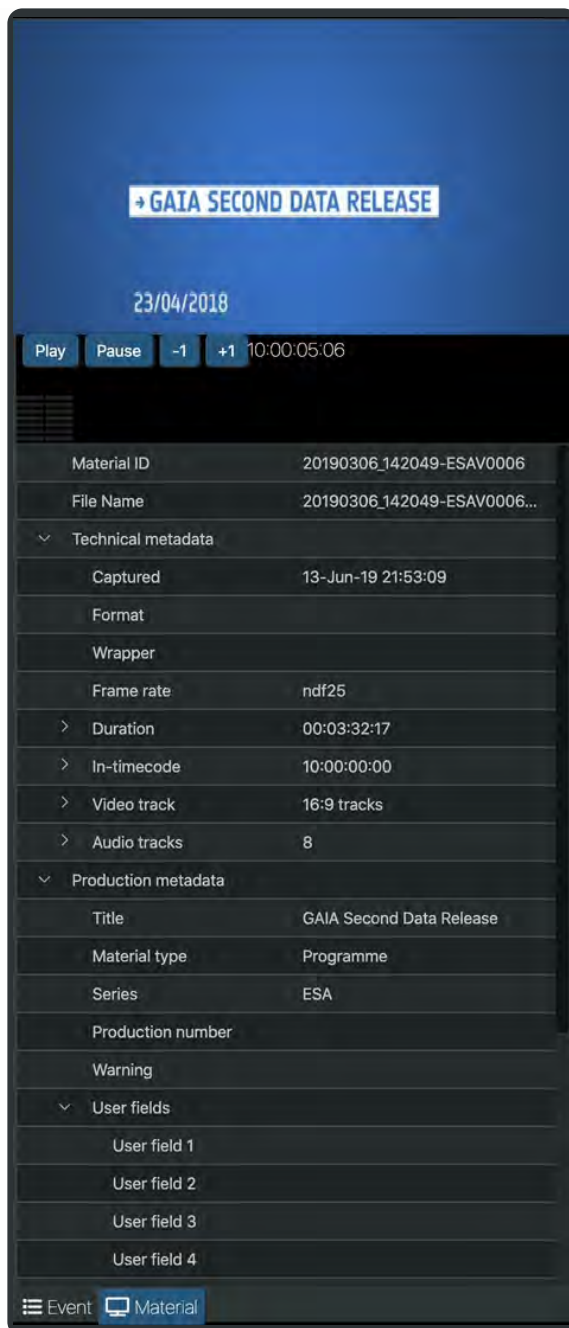 → GAIA SECOND DATA RELEASE
23/04/2018
Play Pause -1 +1 10:00:05:06
Material ID 20190306_142049-ESAV0006
File Name 20190306_142049-ESAV0006...
Technical metadata
Captured 13-Jun-19 21:53:09
Format
Wrapper
Frame rate ndf25
Duration 00:03:32:17
In-timecode 10:00:00:00
Video track 16:9 tracks
Audio tracks 8
Production metadata
Title GAIA Second Data Release
Material type Programme
Series ESA
Production number
Warning
User fields
User field 1
User field 2
User field 3
User field 4
Event Material